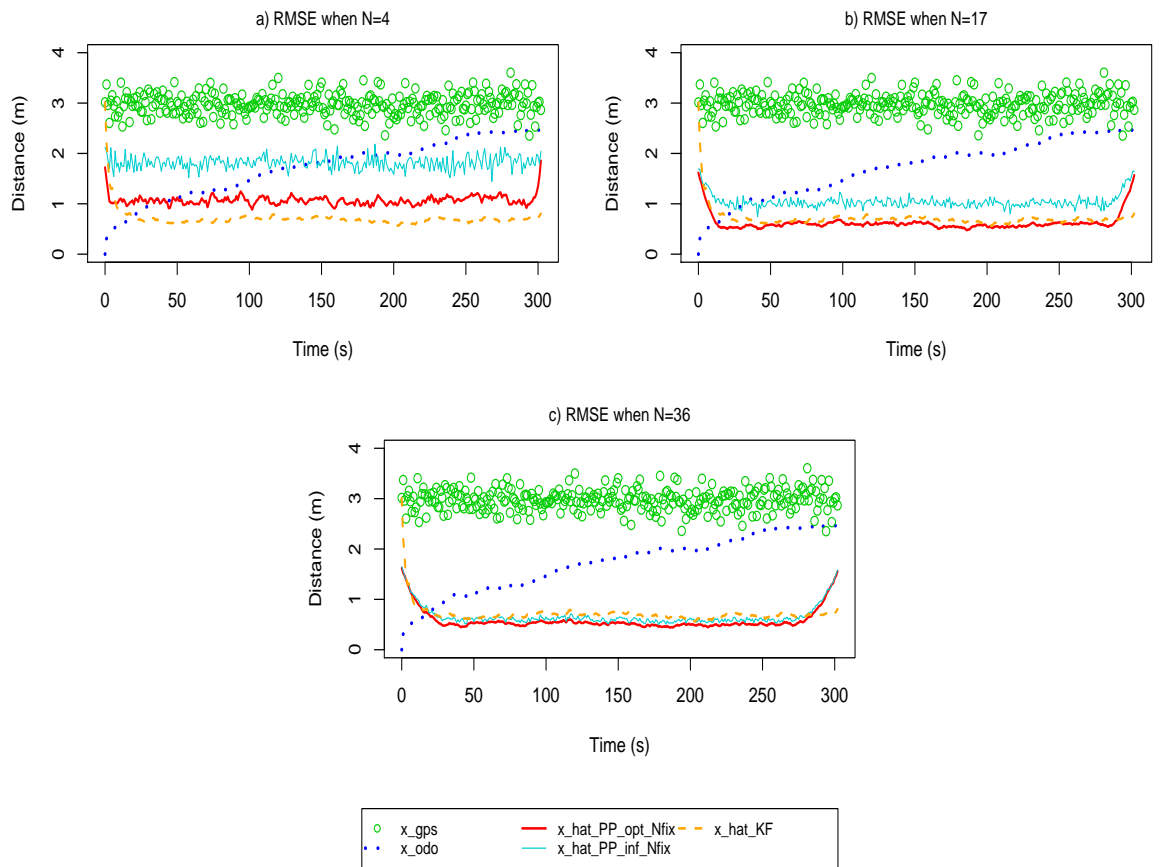 a) RMSE when N=4
b) RMSE when N=17
Distance (m)
0 1 2 3 4
0 50 100 150 200 250 300
Time (s)
Distance (m)
0 1 2 3 4
0 50 100 150 200 250 300
Time (s)
c) RMSE when N=36
Distance (m)
0 1 2 3 4
0 50 100 150 200 250 300
Time (s)
x_gps x_hat_PP_opt_Nfix x_hat_KF
x_odo x_hat_PP_inf_Nfix